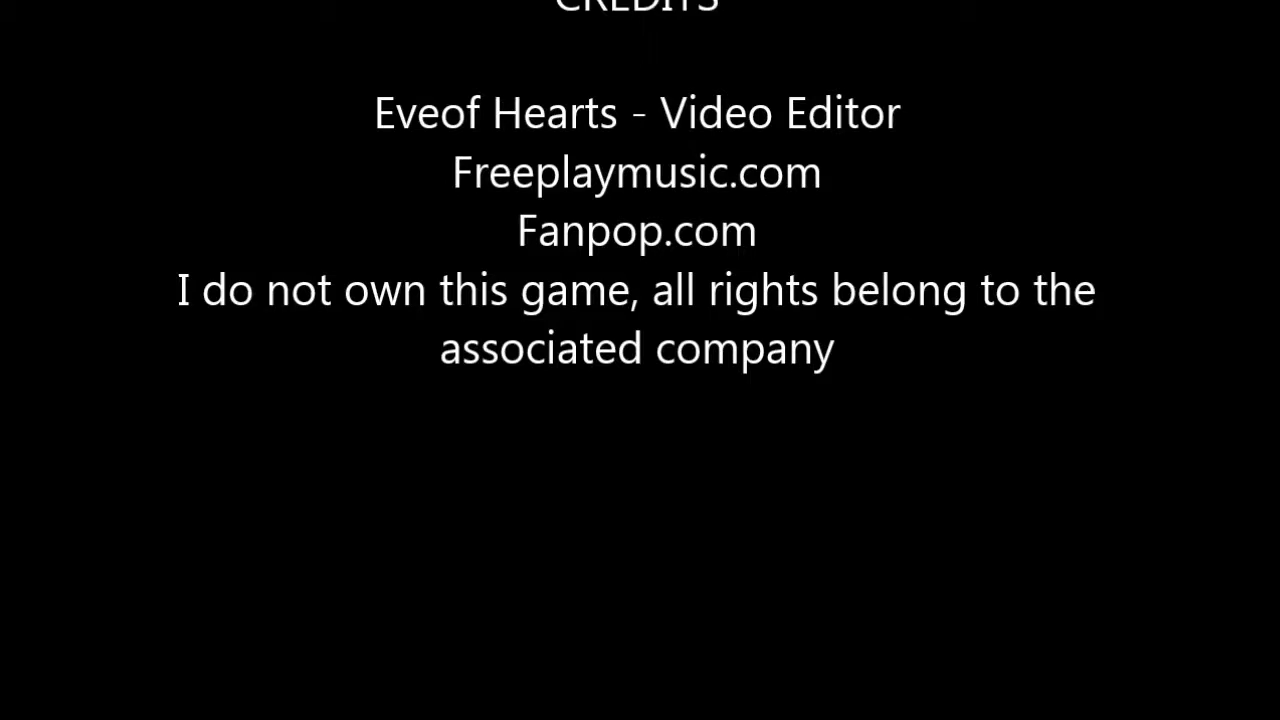 CREDITS
Eveof Hearts - Video Editor
Freeplaymusic.com
Fanpop.com
I do not own this game, all rights belong to the
associated company